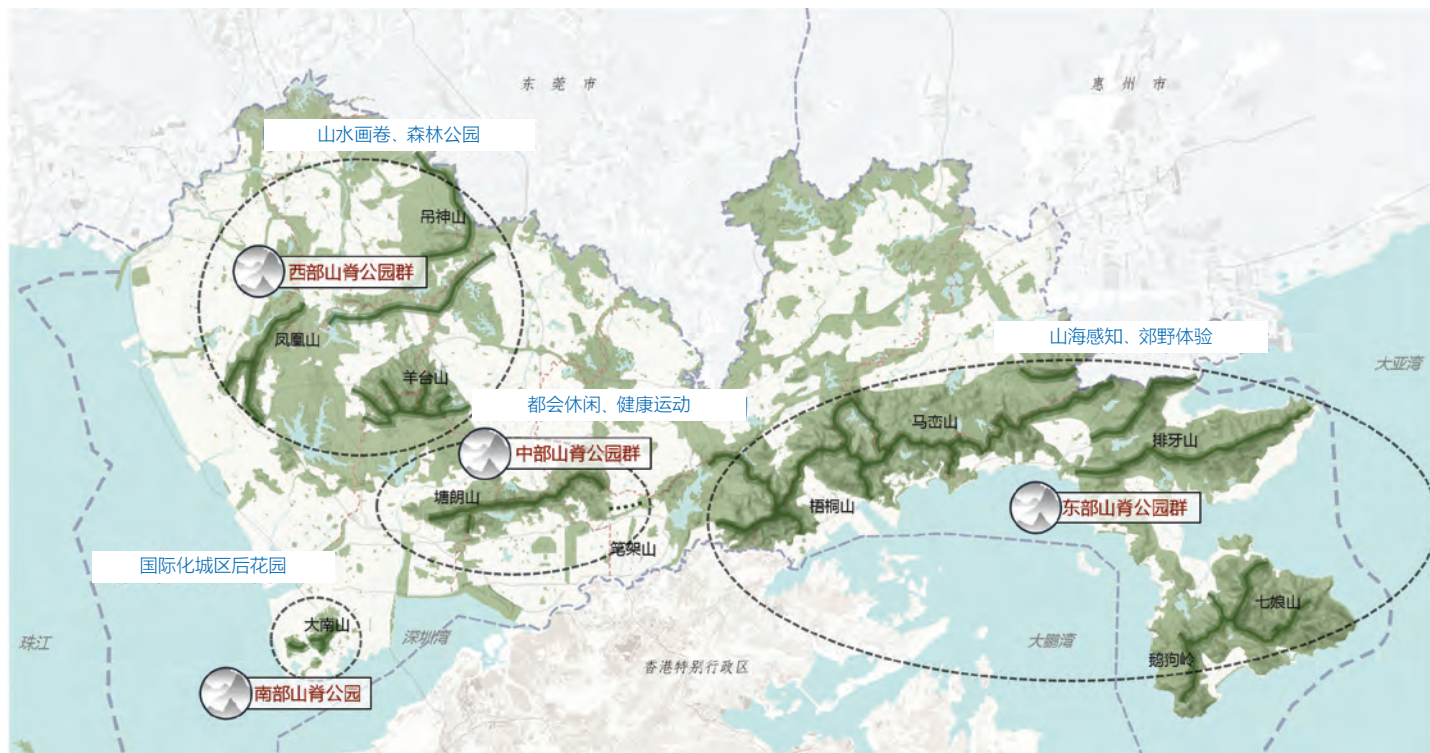 东莞市
惠州市
山水画卷、森林公园
吊神山
西部山脊公园群
凤凰山
山海感知、郊野体验
大亚湾
羊台山
都会休闲、健康运动
马峦山
排牙山
中部山脊公园群
塘朗山
梧桐山
东部山脊公园群
笔架山
国际化城区后花园
七娘山
大南山
深圳湾
珠江
大鹏湾
鹅狗岭
香港特别行政区
南部山脊公园